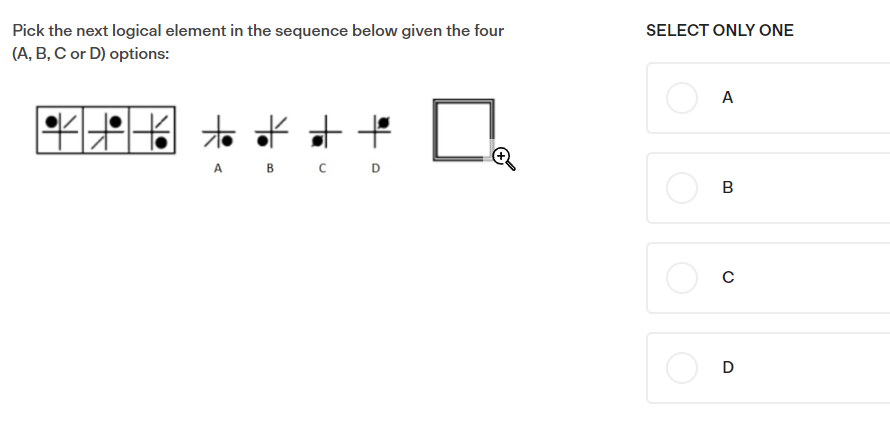 Pick the next logical element in the sequence below given the four
(A, B, C or D) options:
A B C D
SELECT ONLY ONE
A
B
C
D